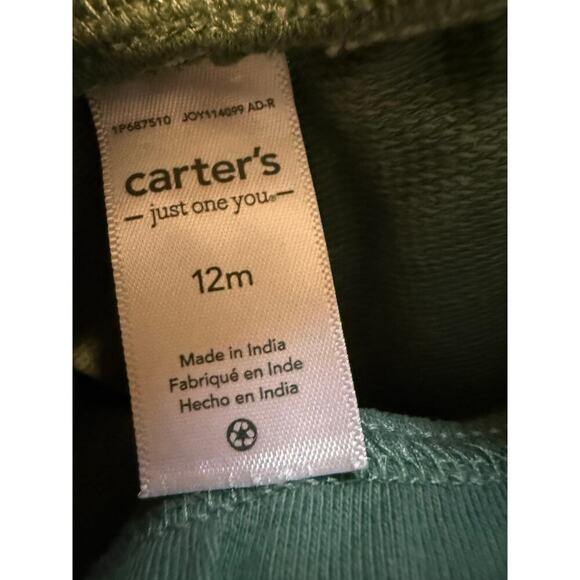 1P687510 JOY114099 AD-R
carter's
just one you®
12m
Made in India
Fabriqué en Inde
Hecho en India